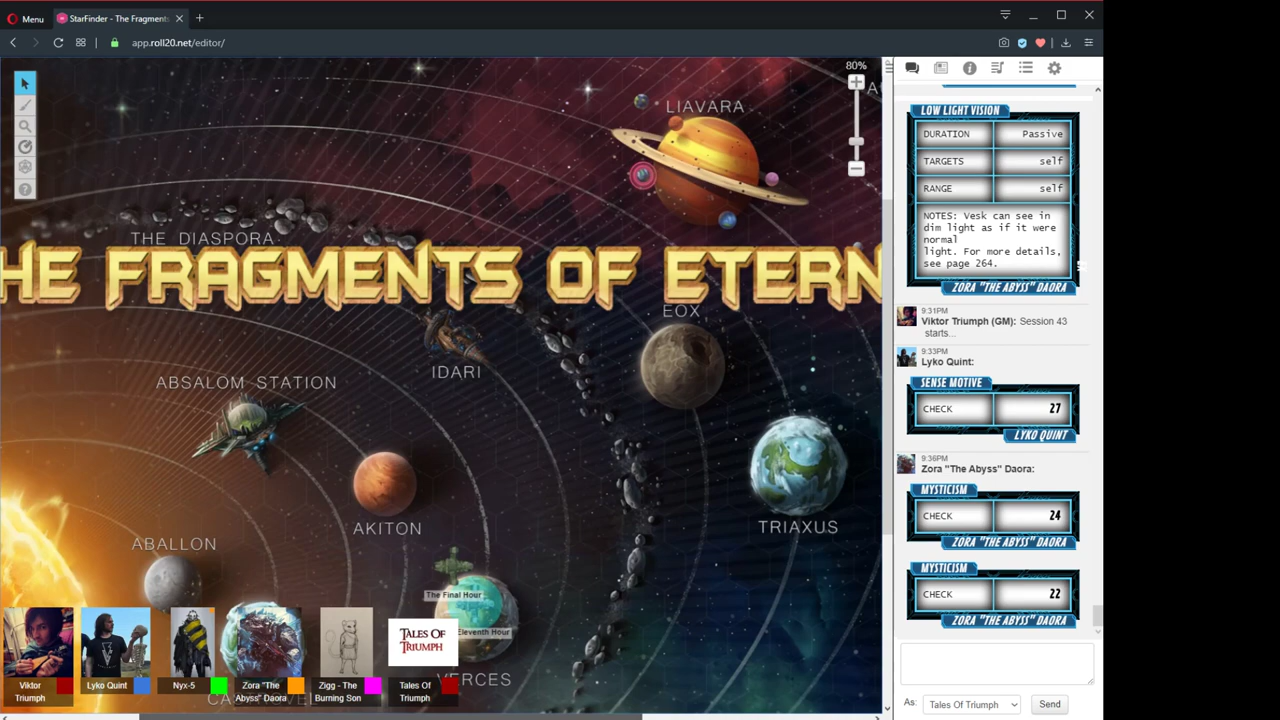 Menu
StarFinder - The Fragments
app.roll20.net/editor/
80%
LIAVARA
THE DIASPORA
HE FRAGMENTS OF ETERN
EOX
IDARI
ABSALOM STATION
AKITON
TRIAXUS
ABALLON
The Final Hour
Eleventh Hour
VERCES
TALES OF
TRIUMPH
Viktor
Triumph
Lyko Quint
Nyx-5
Zora "The
Abyss" Daora
Zigg - The
Burning Son
Tales Of
Triumph
LOW LIGHT VISION
DURATION Passive
TARGETS self
RANGE self
NOTES: Vesk can see in
dim light as if it were
normal
light. For more details,
see page 264.
ZORA "THE ABYSS" DAORA
9:31PM
Viktor Triumph (GM): Session 43
starts...
9:33PM
Lyko Quint:
SENSE MOTIVE
CHECK 27
LYKO QUINT
9:36PM
Zora "The Abyss" Daora:
MYSTICISM
CHECK 24
ZORA "THE ABYSS" DAORA
MYSTICISM
CHECK 22
ZORA "THE ABYSS" DAORA
As: Tales Of Triumph Send